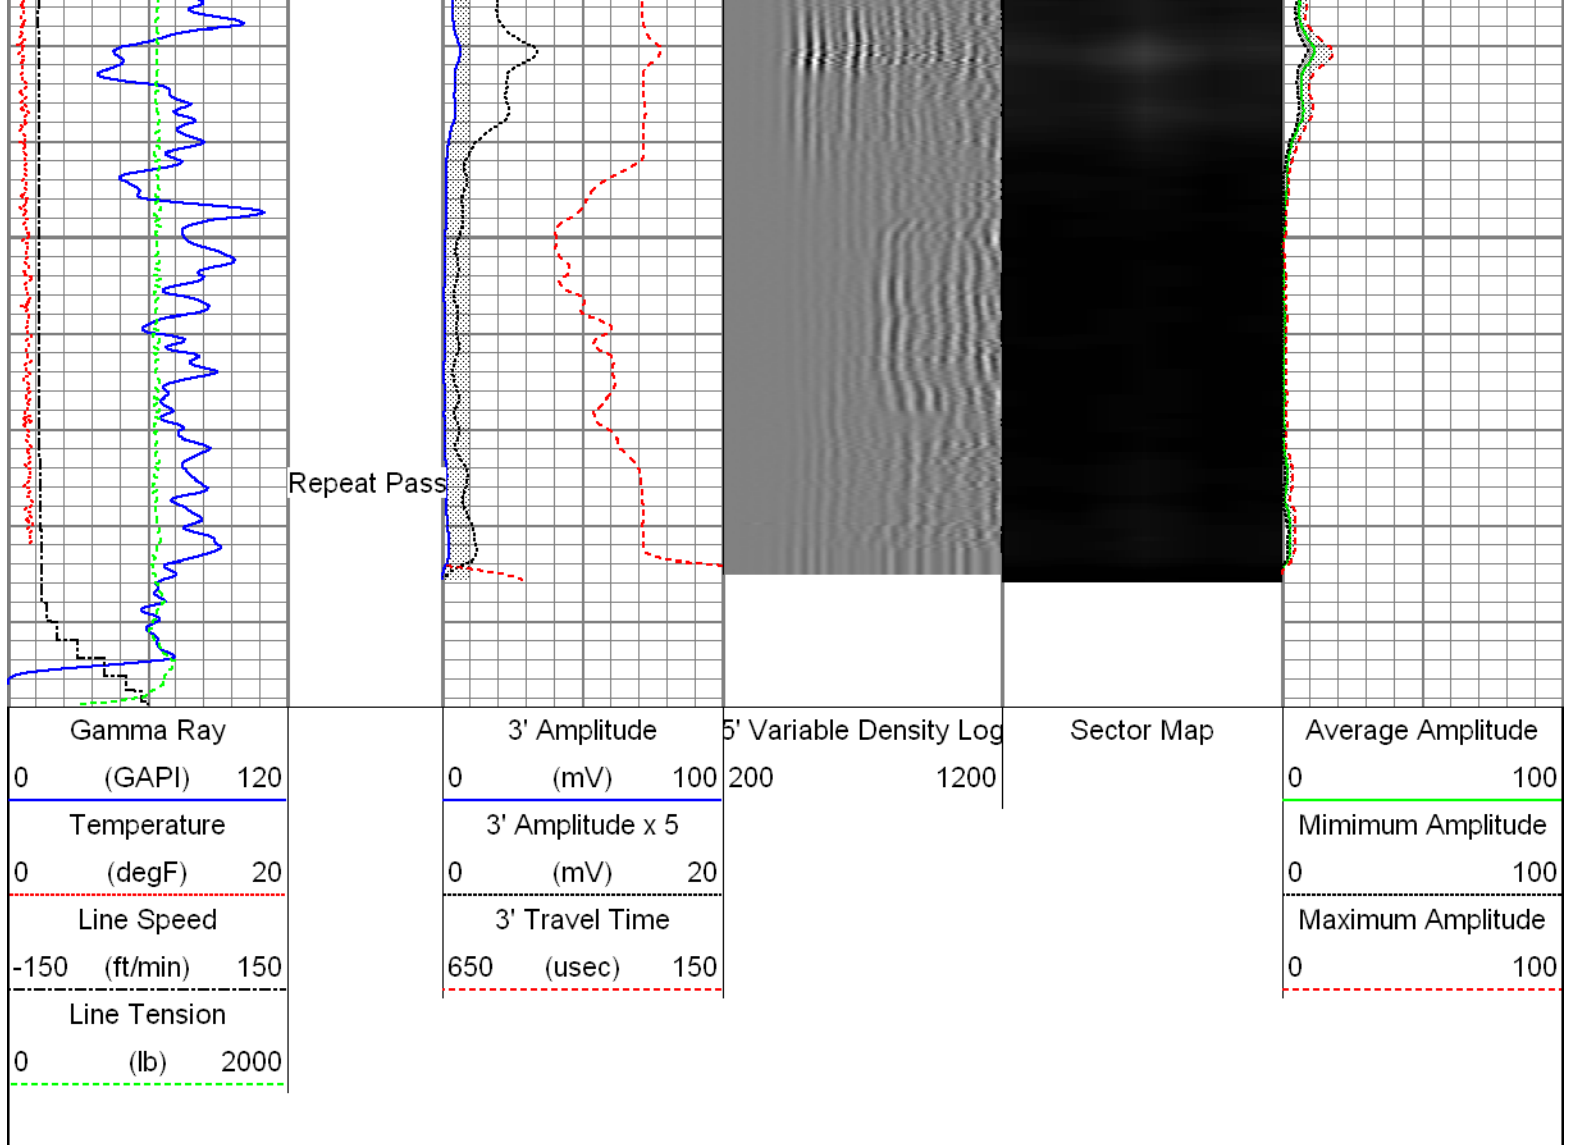 Repeat Pass
Gamma Ray
0 (GAPI) 120
Temperature
0 (degF) 20
Line Speed
-150 (ft/min) 150
Line Tension
0 (lb) 2000
3' Amplitude
0 (mV) 100
3' Amplitude x 5
0 (mV) 20
3' Travel Time
650 (usec) 150
5' Variable Density Log
200 1200
Sector Map
Average Amplitude
0 100
Mimimum Amplitude
0 100
Maximum Amplitude
0 100